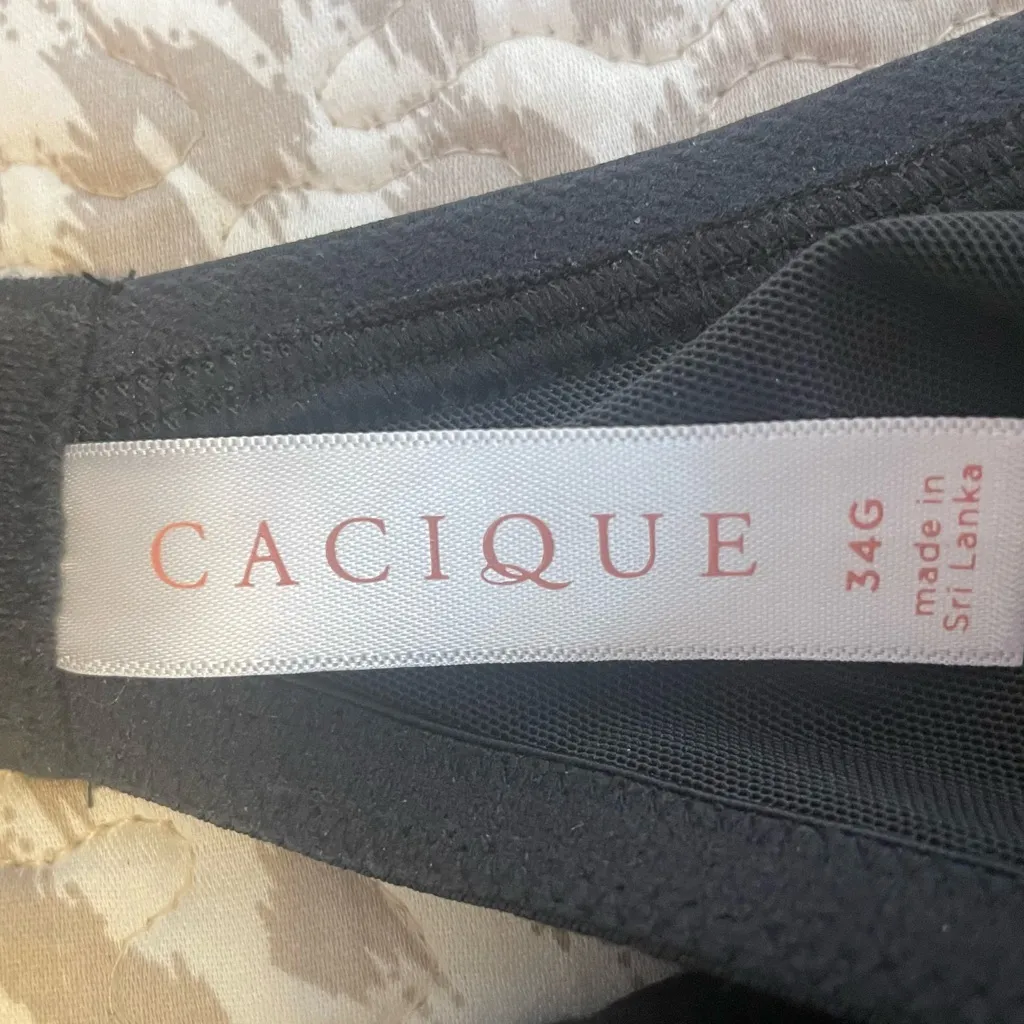 CACIQUE
34G
made in
Sri Lanka